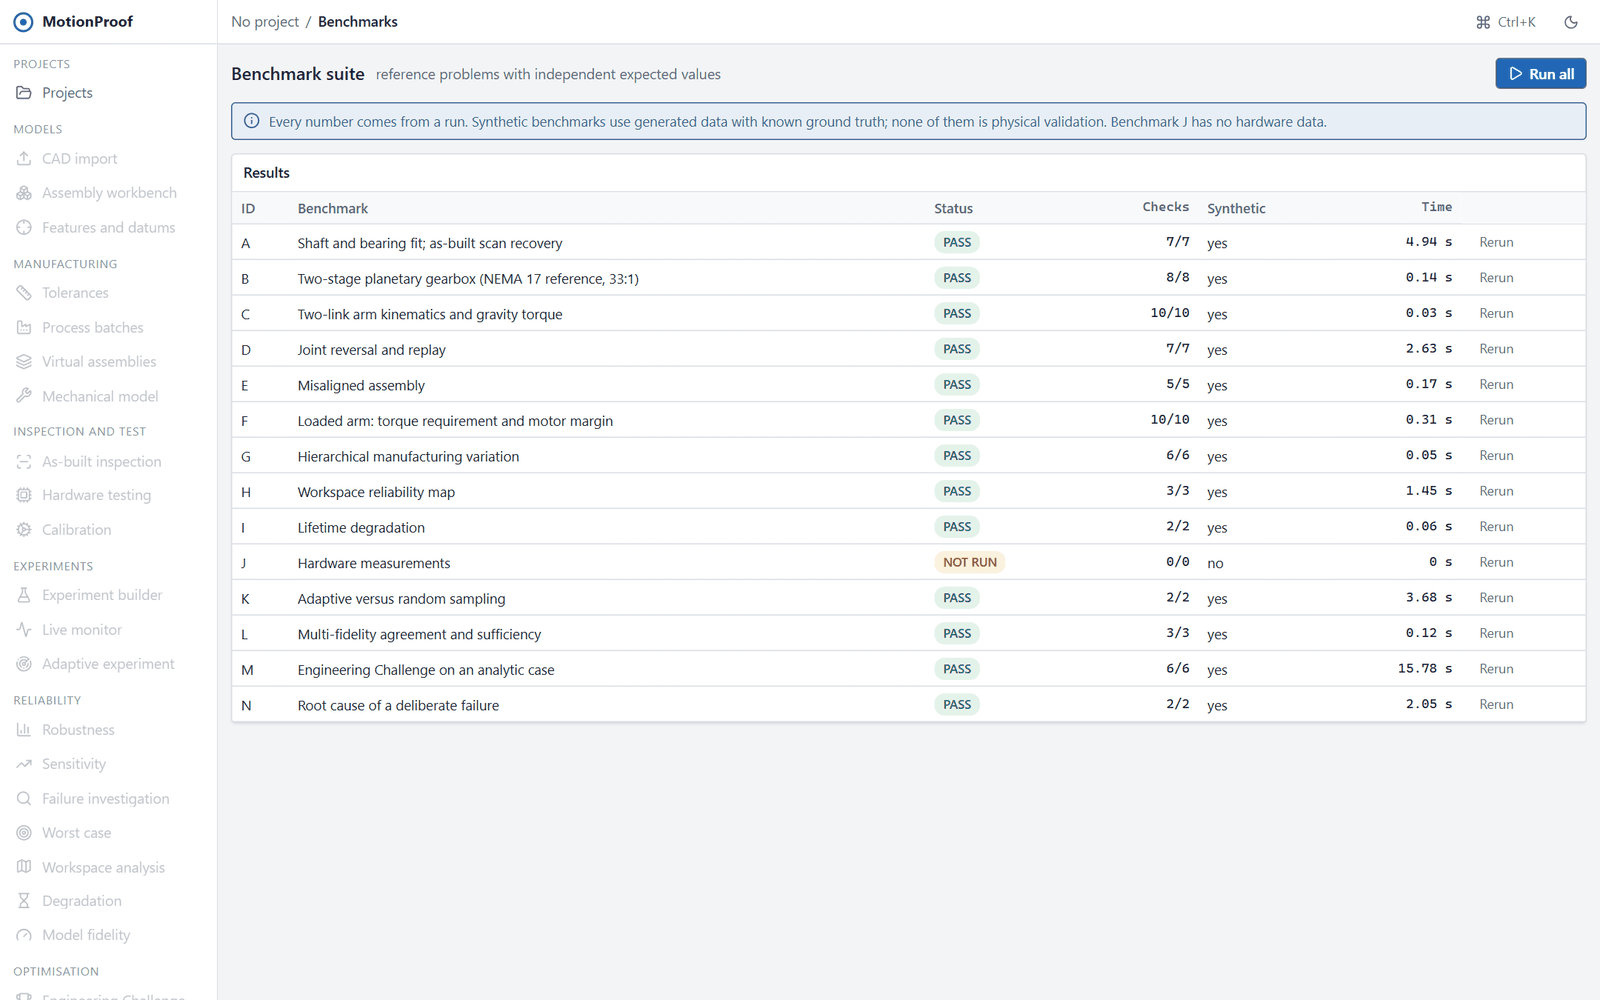 MotionProof
No project / Benchmarks
Ctrl+K
PROJECTS
Projects
MODELS
CAD import
Assembly workbench
Features and datums
MANUFACTURING
Tolerances
Process batches
Virtual assemblies
Mechanical model
INSPECTION AND TEST
As-built inspection
Hardware testing
Calibration
EXPERIMENTS
Experiment builder
Live monitor
Adaptive experiment
RELIABILITY
Robustness
Sensitivity
Failure investigation
Worst case
Workspace analysis
Degradation
Model fidelity
OPTIMISATION
Engineering Challenge
Benchmark suite reference problems with independent expected values
Run all
Every number comes from a run. Synthetic benchmarks use generated data with known ground truth; none of them is physical validation. Benchmark J has no hardware data.
Results
ID Benchmark Status Checks Synthetic Time
A Shaft and bearing fit; as-built scan recovery PASS 7/7 yes 4.94 s Rerun
B Two-stage planetary gearbox (NEMA 17 reference, 33:1) PASS 8/8 yes 0.14 s Rerun
C Two-link arm kinematics and gravity torque PASS 10/10 yes 0.03 s Rerun
D Joint reversal and replay PASS 7/7 yes 2.63 s Rerun
E Misaligned assembly PASS 5/5 yes 0.17 s Rerun
F Loaded arm: torque requirement and motor margin PASS 10/10 yes 0.31 s Rerun
G Hierarchical manufacturing variation PASS 6/6 yes 0.05 s Rerun
H Workspace reliability map PASS 3/3 yes 1.45 s Rerun
I Lifetime degradation PASS 2/2 yes 0.06 s Rerun
J Hardware measurements NOT RUN 0/0 no 0 s Rerun
K Adaptive versus random sampling PASS 2/2 yes 3.68 s Rerun
L Multi-fidelity agreement and sufficiency PASS 3/3 yes 0.12 s Rerun
M Engineering Challenge on an analytic case PASS 6/6 yes 15.78 s Rerun
N Root cause of a deliberate failure PASS 2/2 yes 2.05 s Rerun